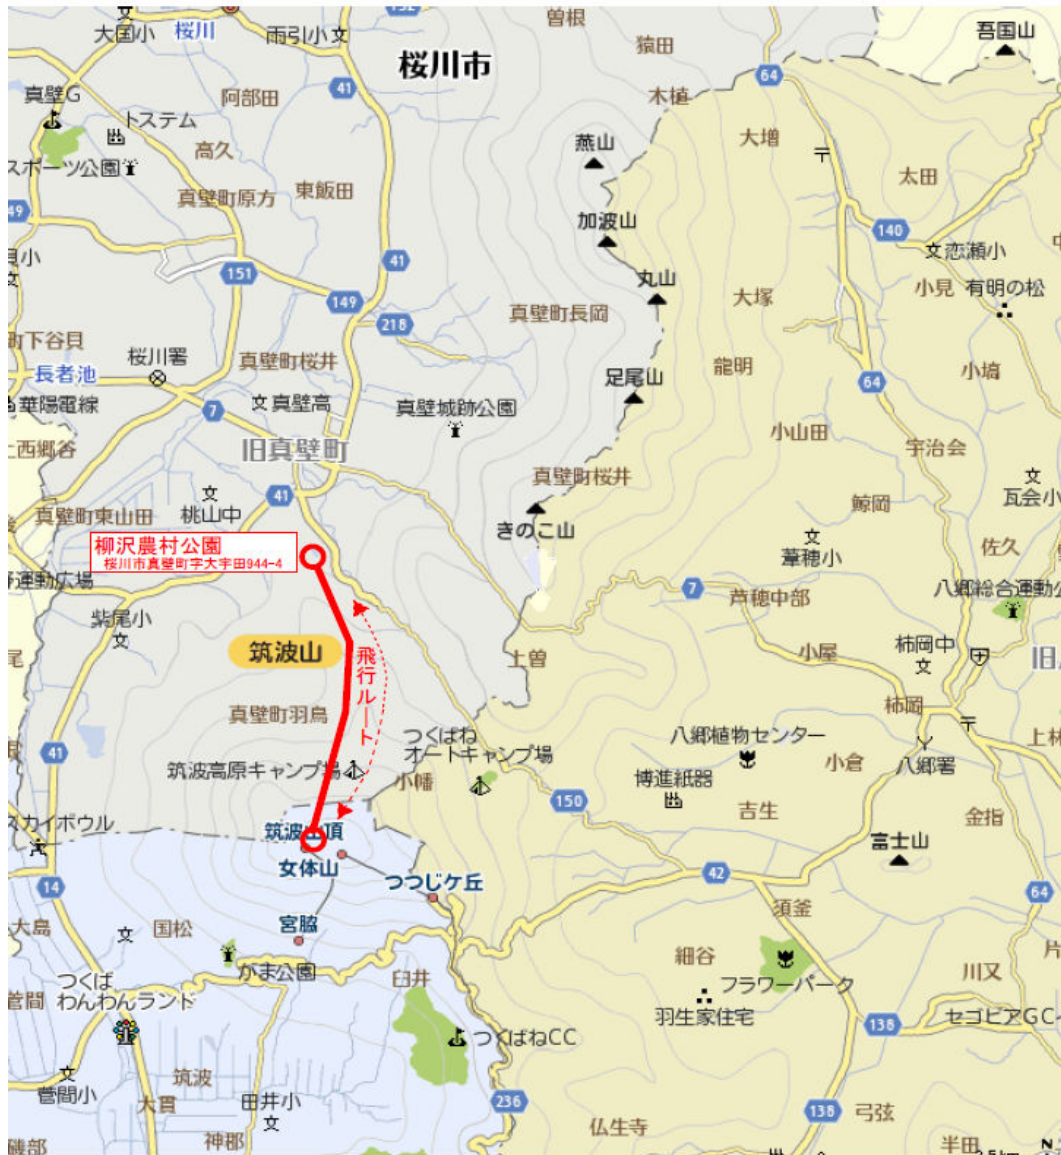 大国小
桜川
雨引小
桜川市
曽根
猿田
吾国山
64
41
真壁G
阿部田
木植
トステム
大増
燕山
高久
太田
スポーツ公園
東飯田
真壁町原方
49
加波山
140
恋瀬小
151
41
丸山
大塚
小見
有明の松
149
真壁町長岡
218
町下谷貝
桜川署
真壁町桜井
龍明
長者池
足尾山
64
小塙
華陽電線
7
真壁高
真壁城跡公園
小山田
旧真壁町
宇治会
上西郷谷
真壁町桜井
41
鯨岡
瓦会小
真壁町東山田
桃山中
きのこ山
柳沢農村公園
桜川市真壁町字大宇田944-4
葦穂小
佐久
運動広場
7
芦穂中部
八郷総合運動公
紫尾小
筑波山
飛行ルート
上曽
小屋
柿岡中
柿岡
真壁町羽鳥
つくばね
オートキャンプ場
八郷植物センター
上林
41
筑波高原キャンプ場
小幡
小倉
八郷署
博進紙器
150
吉生
金指
スカイボウル
筑波山頂
富士山
女体山
つつじケ丘
42
14
64
須釜
大島
国松
宮脇
細谷
がま公園
臼井
川又
片
つくば
わんわんランド
菅間
フラワーパーク
羽生家住宅
138
セゴビアGC
つくばねCC
筑波
菅間小
大貫
田井小
236
138
弓弦
神郡
仏生寺
磯部
半田
N